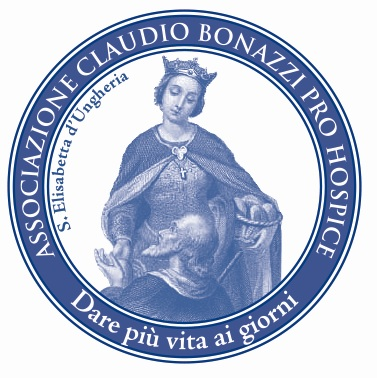 ASSOCIAZIONE CLAUDIO BONAZZI PRO HOSPICE
S. Elisabetta d'Ungheria
Dare più vita ai giorni